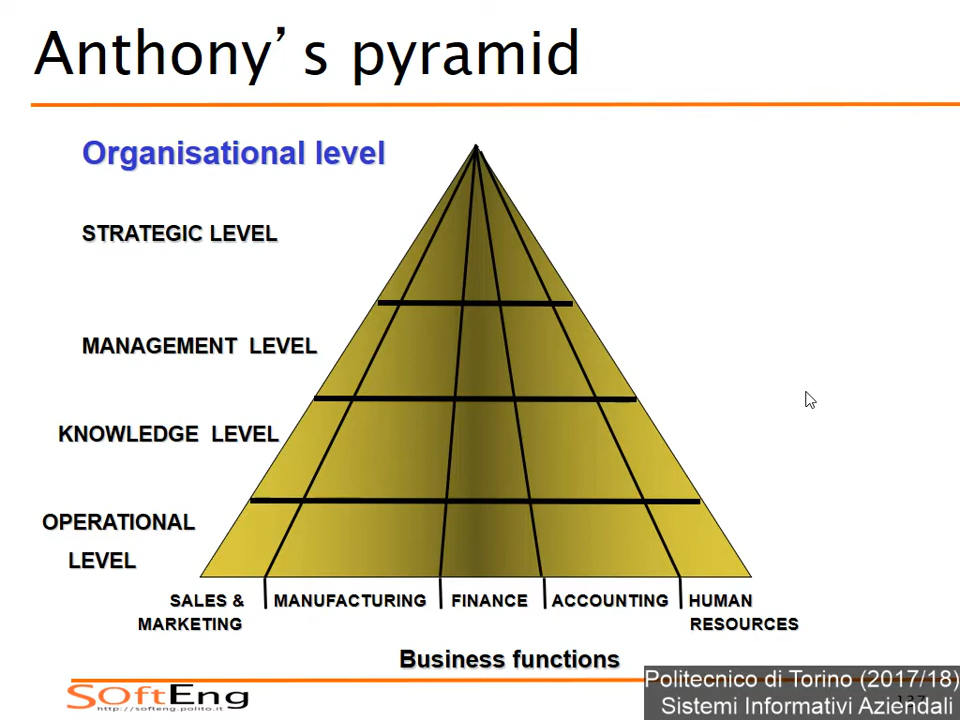 Anthony’s pyramid
Organisational level
STRATEGIC LEVEL
MANAGEMENT LEVEL
KNOWLEDGE LEVEL
OPERATIONAL
LEVEL
SALES &
MARKETING
MANUFACTURING
FINANCE
ACCOUNTING
HUMAN
RESOURCES
Business functions
SoftEng
http://softeng.polito.it
Politecnico di Torino (2017/18)
Sistemi Informativi Aziendali